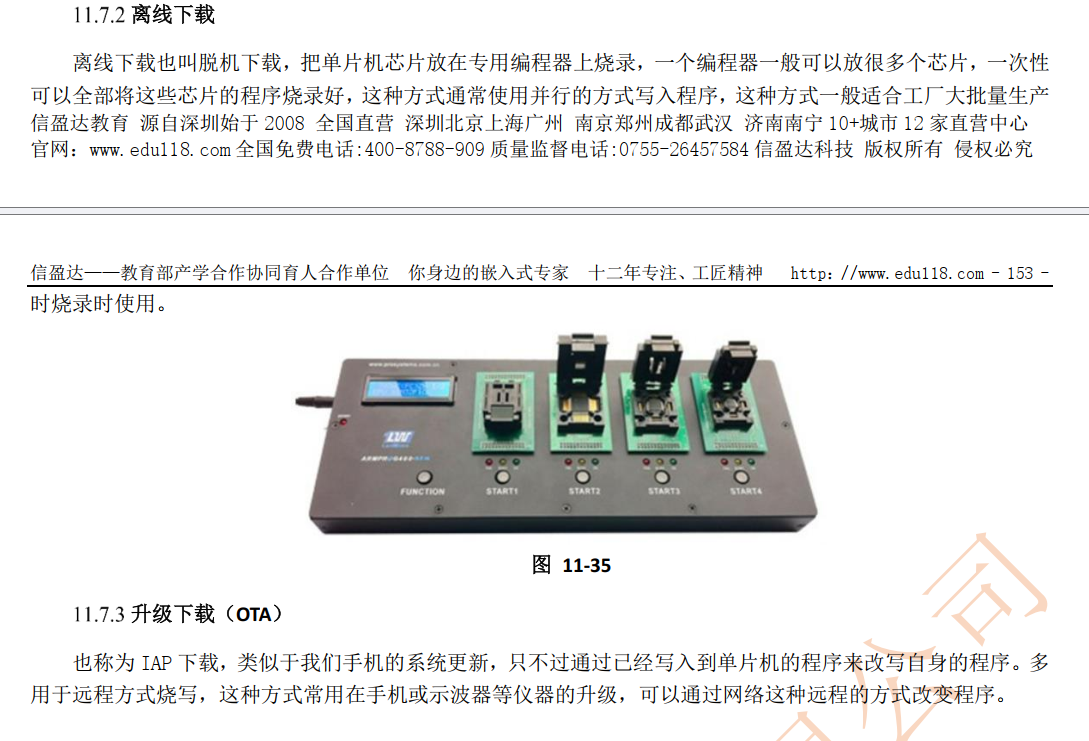 11.7.2 离线下载
离线下载也叫脱机下载，把单片机芯片放在专用编程器上烧录，一个编程器一般可以放很多个芯片，一次性
可以全部将这些芯片的程序烧录好，这种方式通常使用并行的方式写入程序，这种方式一般适合工厂大批量生产
信盈达教育 源自深圳始于 2008 全国直营 深圳北京上海广州 南京郑州成都武汉 济南南宁 10+城市 12 家直营中心
官网：www.edu118.com 全国免费电话:400-8788-909 质量监督电话:0755-26457584 信盈达科技 版权所有 侵权必究
信盈达——教育部产学合作协同育人合作单位 你身边的嵌入式专家 十二年专注、工匠精神 http：//www.edu118.com - 153 -
时烧录时使用。
LW
FUNCTION START1 START2 START3 START4
图 11-35
11.7.3 升级下载（OTA）
也称为 IAP 下载，类似于我们手机的系统更新，只不过通过已经写入到单片机的程序来改写自身的程序。多
用于远程方式烧写，这种方式常用在手机或示波器等仪器的升级，可以通过网络这种远程的方式改变程序。
公司